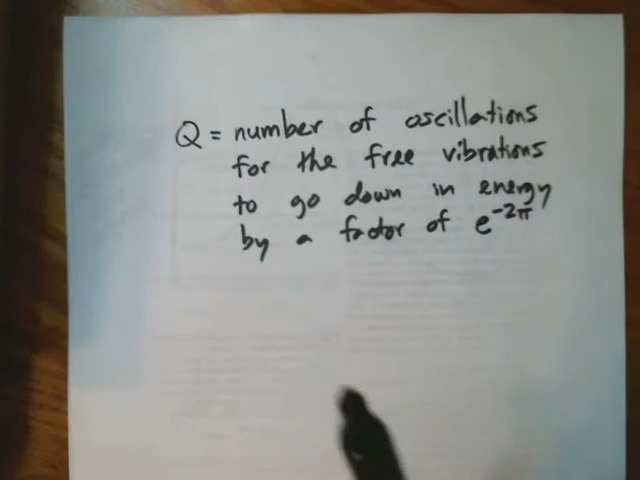 Q = number of oscillations
for the free vibrations
to go down in energy
by a factor of e⁻²π